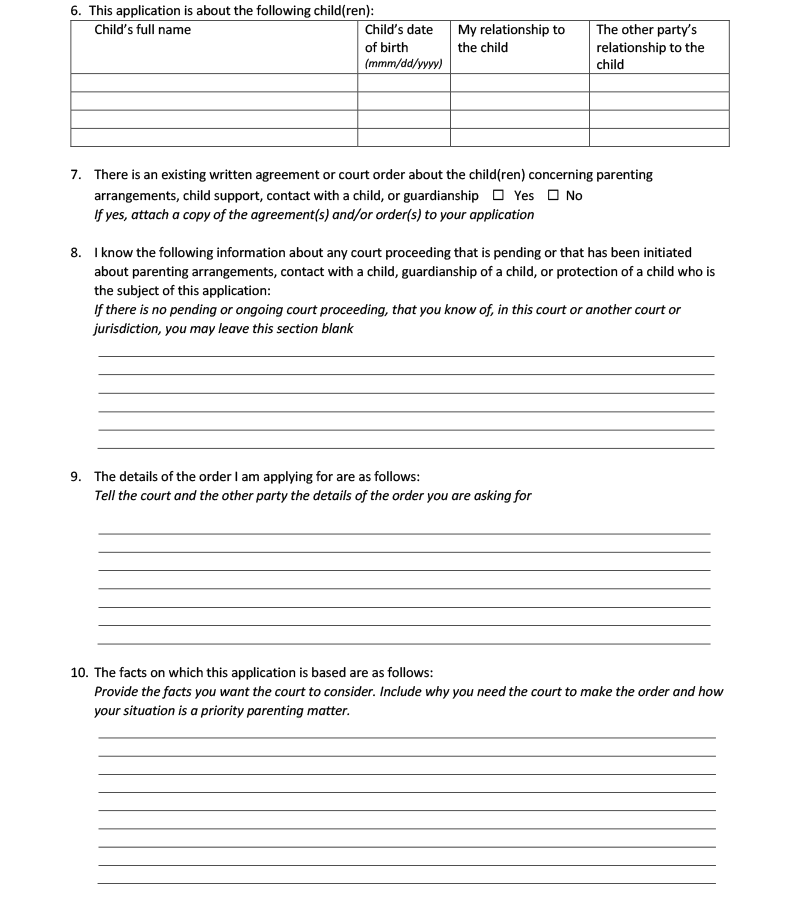 6. This application is about the following child(ren):
Child's full name
Child's date of birth (mmm/dd/yyyy)
My relationship to the child
The other party's relationship to the child
7. There is an existing written agreement or court order about the child(ren) concerning parenting
arrangements, child support, contact with a child, or guardianship ☐ Yes ☐ No
If yes, attach a copy of the agreement(s) and/or order(s) to your application
8. I know the following information about any court proceeding that is pending or that has been initiated
about parenting arrangements, contact with a child, guardianship of a child, or protection of a child who is
the subject of this application:
If there is no pending or ongoing court proceeding, that you know of, in this court or another court or
jurisdiction, you may leave this section blank
9. The details of the order I am applying for are as follows:
Tell the court and the other party the details of the order you are asking for
10. The facts on which this application is based are as follows:
Provide the facts you want the court to consider. Include why you need the court to make the order and how
your situation is a priority parenting matter.